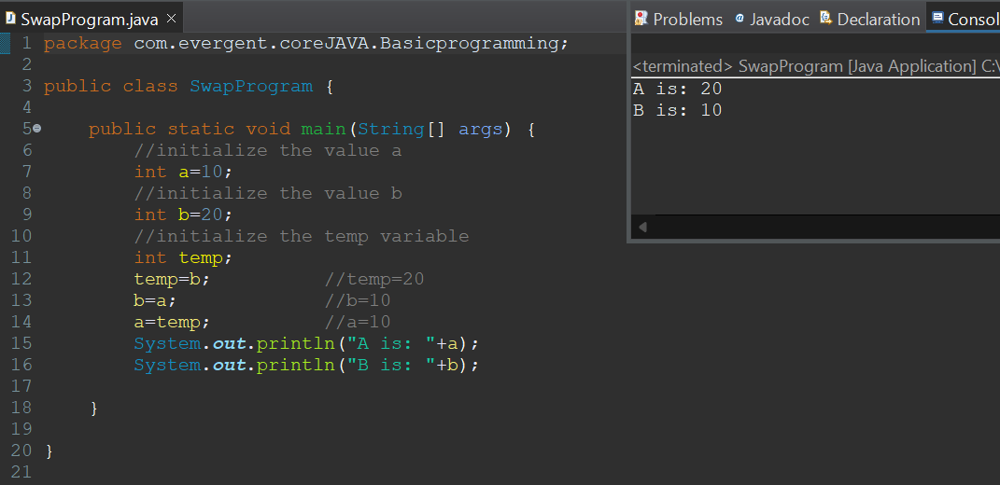 SwapProgram.java
1 package com.evergent.coreJAVA.Basicprogramming;
2
3 public class SwapProgram {
4
5 public static void main(String[] args) {
6 //initialize the value a
7 int a=10;
8 //initialize the value b
9 int b=20;
10 //initialize the temp variable
11 int temp;
12 temp=b; //temp=20
13 b=a; //b=10
14 a=temp; //a=10
15 System.out.println("A is: "+a);
16 System.out.println("B is: "+b);
17
18 }
19
20 }
21
Problems @ Javadoc Declaration Consol
<terminated> SwapProgram [Java Application] C:\
A is: 20
B is: 10